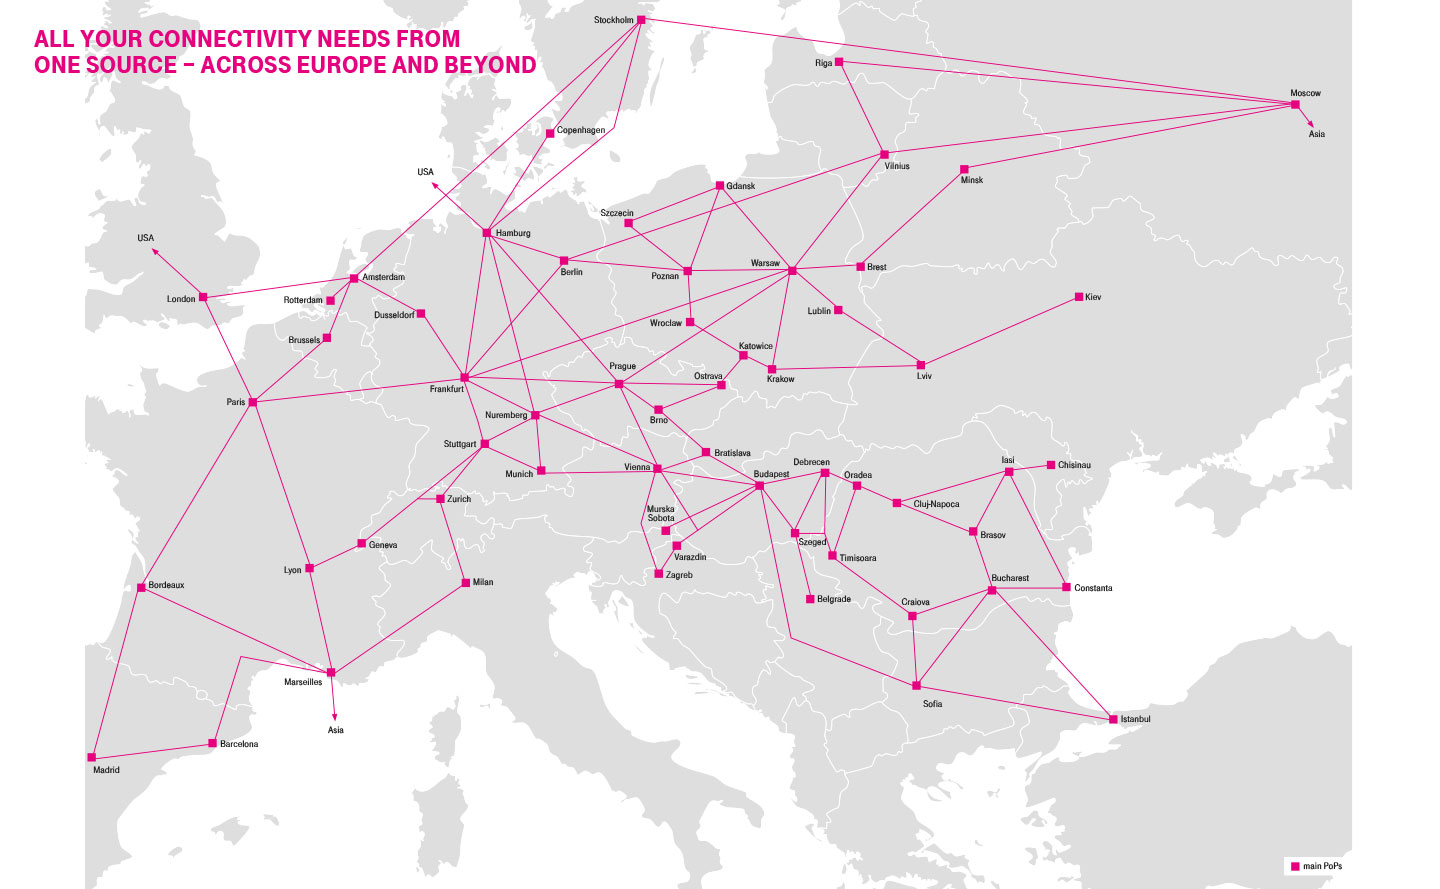 ALL YOUR CONNECTIVITY NEEDS FROM
ONE SOURCE – ACROSS EUROPE AND BEYOND
Stockholm
Riga
Moscow
Asia
Copenhagen
Vilnius
USA
Minsk
Gdansk
Szczecin
Hamburg
USA
Warsaw
Brest
Berlin
Poznan
Amsterdam
London
Rotterdam
Kiev
Dusseldorf
Lublin
Wroclaw
Brussels
Katowice
Prague
Ostrava
Krakow
Lviv
Frankfurt
Paris
Nuremberg
Brno
Stuttgart
Bratislava
Munich
Vienna
Budapest
Debrecen
Oradea
Iasi
Chisinau
Zurich
Cluj-Napoca
Murska
Sobota
Brasov
Geneva
Szeged
Varazdin
Timisoara
Lyon
Zagreb
Bordeaux
Milan
Bucharest
Constanta
Belgrade
Craiova
Marseilles
Sofia
Istanbul
Asia
Barcelona
Madrid
main PoPs